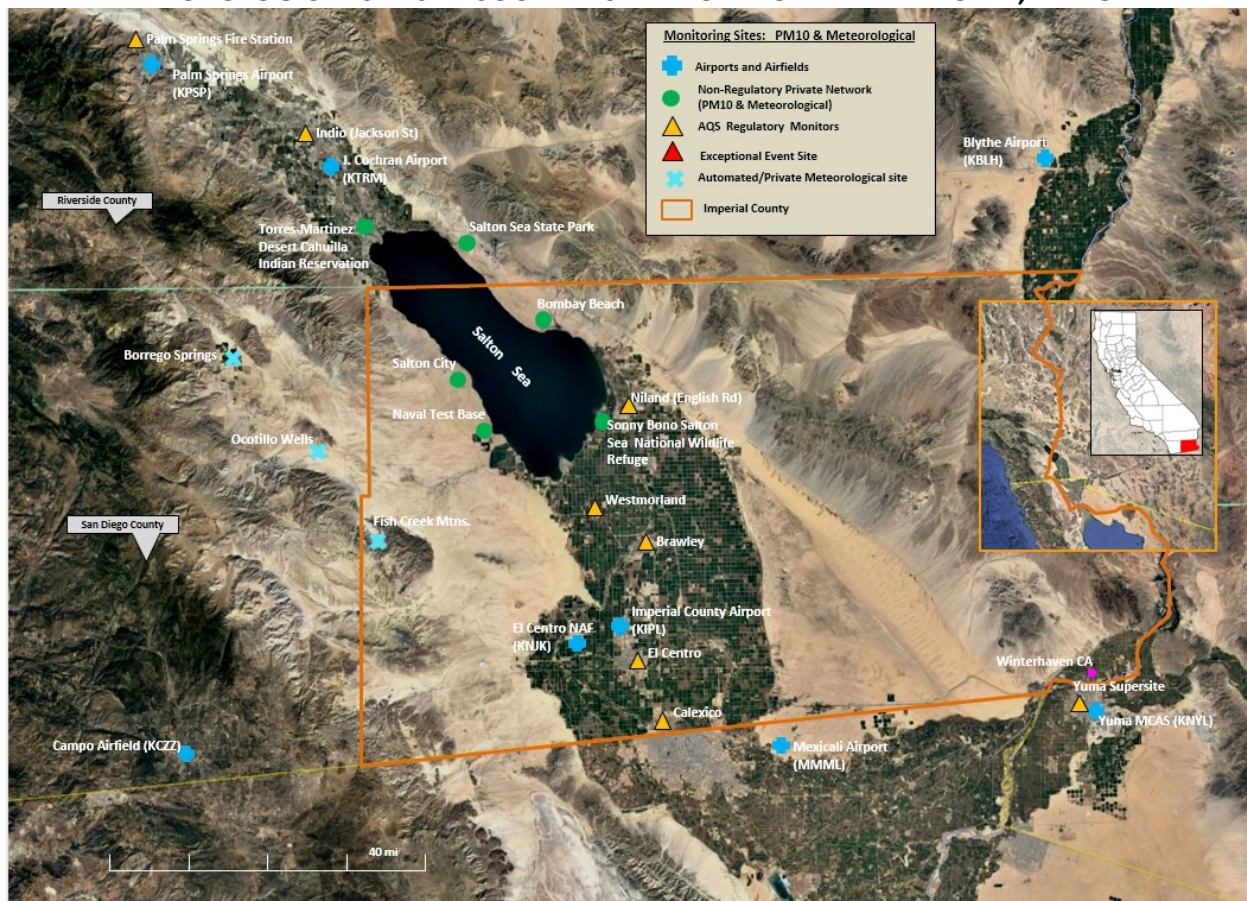 Palm Springs Fire Station
Palm Springs Airport
(KPSP)
Indio (Jackson St)
J. Cochran Airport
(KTRM)
Riverside County
Torres-Martinez
Desert Cahuilla
Indian Reservation
Salton Sea State Park
Monitoring Sites: PM10 & Meteorological
Airports and Airfields
Non-Regulatory Private Network
(PM10 & Meteorological)
AQS Regulatory Monitors
Exceptional Event Site
Automated/Private Meteorological site
Imperial County
Blythe Airport
(KBLH)
Bombay Beach
Salton Sea
Borrego Springs
Salton City
Niland (English Rd)
Naval Test Base
Sonny Bono Salton
Sea National Wildlife
Refuge
Ocotillo Wells
Westmorland
San Diego County
Fish Creek Mtns.
Brawley
Imperial County Airport
(KIPL)
El Centro NAF
(KNJK)
El Centro
Winterhaven CA
Yuma Supersite
Yuma MCAS (KNYL)
Calexico
Campo Airfield (KCZZ)
Mexicali Airport
(MMML)
40 mi